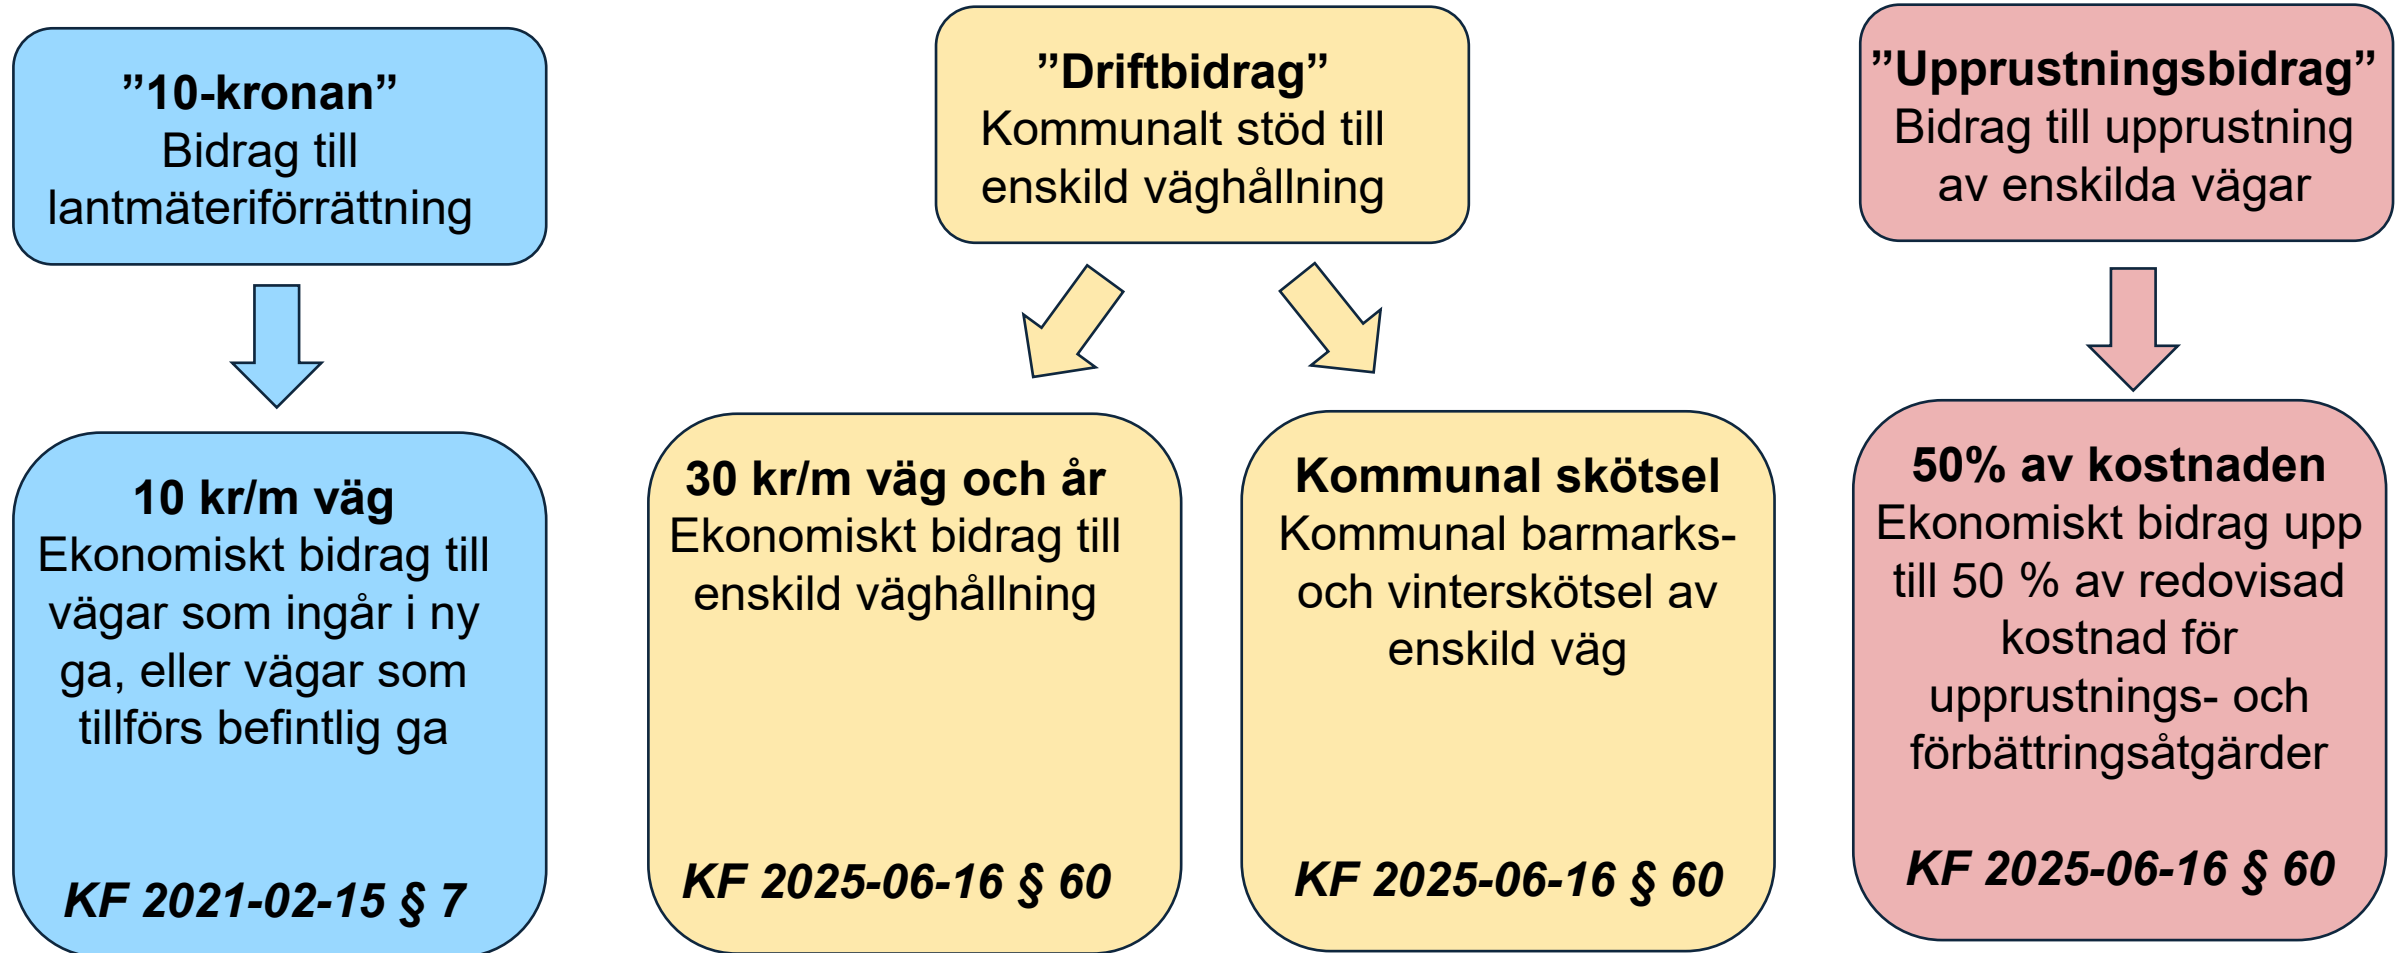 ”10-kronan”
Bidrag till
lantmäteriförrättning
”Driftbidrag”
Kommunalt stöd till
enskild väghållning
”Upprustningsbidrag”
Bidrag till upprustning
av enskilda vägar
10 kr/m väg
Ekonomiskt bidrag till
vägar som ingår i ny
ga, eller vägar som
tillförs befintlig ga
KF 2021-02-15 § 7
30 kr/m väg och år
Ekonomiskt bidrag till
enskild väghållning
KF 2025-06-16 § 60
Kommunal skötsel
Kommunal barmarks-
och vinterskötsel av
enskild väg
KF 2025-06-16 § 60
50% av kostnaden
Ekonomiskt bidrag upp
till 50 % av redovisad
kostnad för
upprustnings- och
förbättringsåtgärder
KF 2025-06-16 § 60